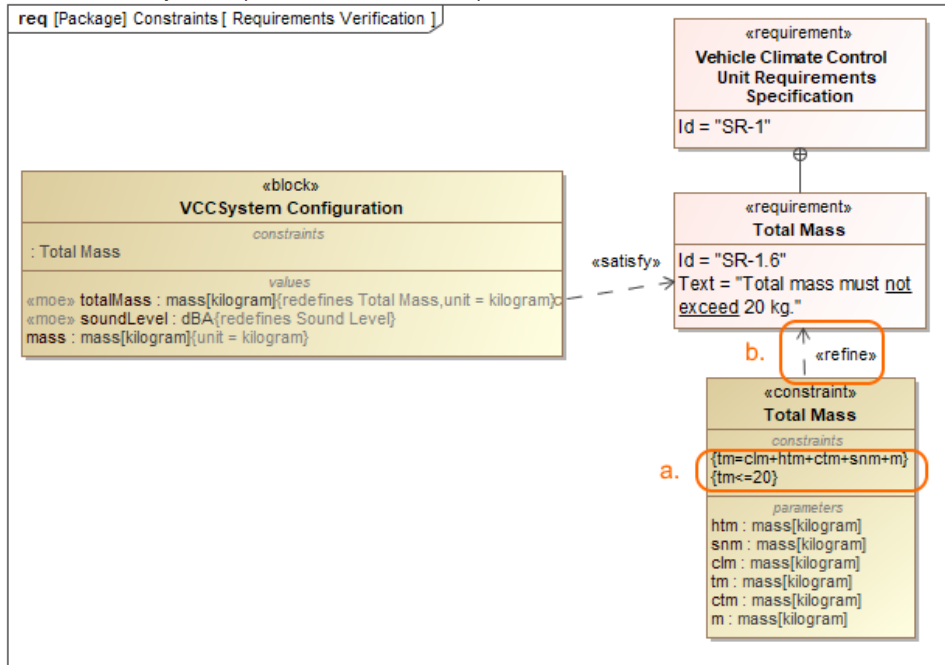 req [Package] Constraints [ Requirements Verification ]
«requirement»
Vehicle Climate Control
Unit Requirements
Specification
Id = "SR-1"
«block»
VCCSystem Configuration
constraints
: Total Mass
values
«moe» totalMass : mass[kilogram]{redefines Total Mass,unit = kilogram}c
«moe» soundLevel : dBA{redefines Sound Level}
mass : mass[kilogram]{unit = kilogram}
«satisfy»
«requirement»
Total Mass
Id = "SR-1.6"
Text = "Total mass must not
exceed 20 kg."
b.
«refine»
«constraint»
Total Mass
constraints
a.
{tm=clm+htm+ctm+snm+m}
{tm<=20}
parameters
htm : mass[kilogram]
snm : mass[kilogram]
clm : mass[kilogram]
tm : mass[kilogram]
ctm : mass[kilogram]
m : mass[kilogram]